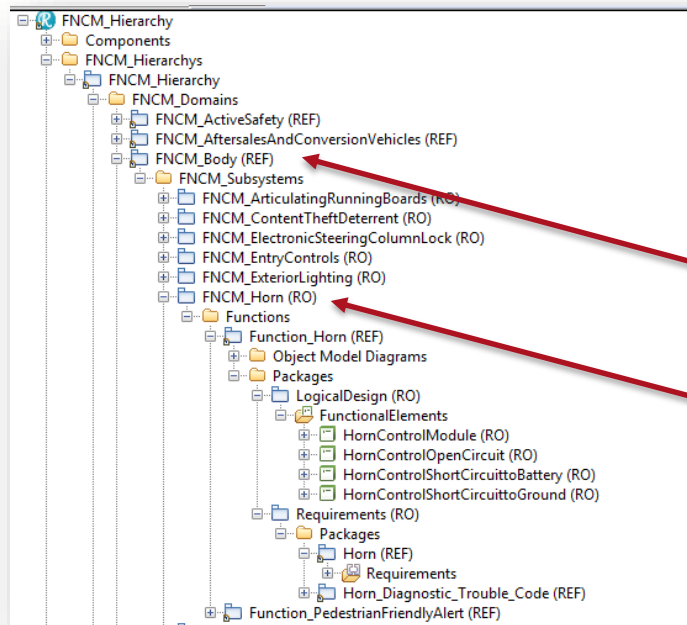 FNCM_Hierarchy
Components
FNCM_Hierarchys
FNCM_Hierarchy
FNCM_Domains
FNCM_ActiveSafety (REF)
FNCM_AftersalesAndConversionVehicles (REF)
FNCM_Body (REF)
FNCM_Subsystems
FNCM_ArticulatingRunningBoards (RO)
FNCM_ContentTheftDeterrent (RO)
FNCM_ElectronicSteeringColumnLock (RO)
FNCM_EntryControls (RO)
FNCM_ExteriorLighting (RO)
FNCM_Horn (RO)
Functions
Function_Horn (REF)
Object Model Diagrams
Packages
LogicalDesign (RO)
FunctionalElements
HornControlModule (RO)
HornControlOpenCircuit (RO)
HornControlShortCircuittoBattery (RO)
HornControlShortCircuittoGround (RO)
Requirements (RO)
Packages
Horn (REF)
Requirements
Horn_Diagnostic_Trouble_Code (REF)
Function_PedestrianFriendlyAlert (REF)